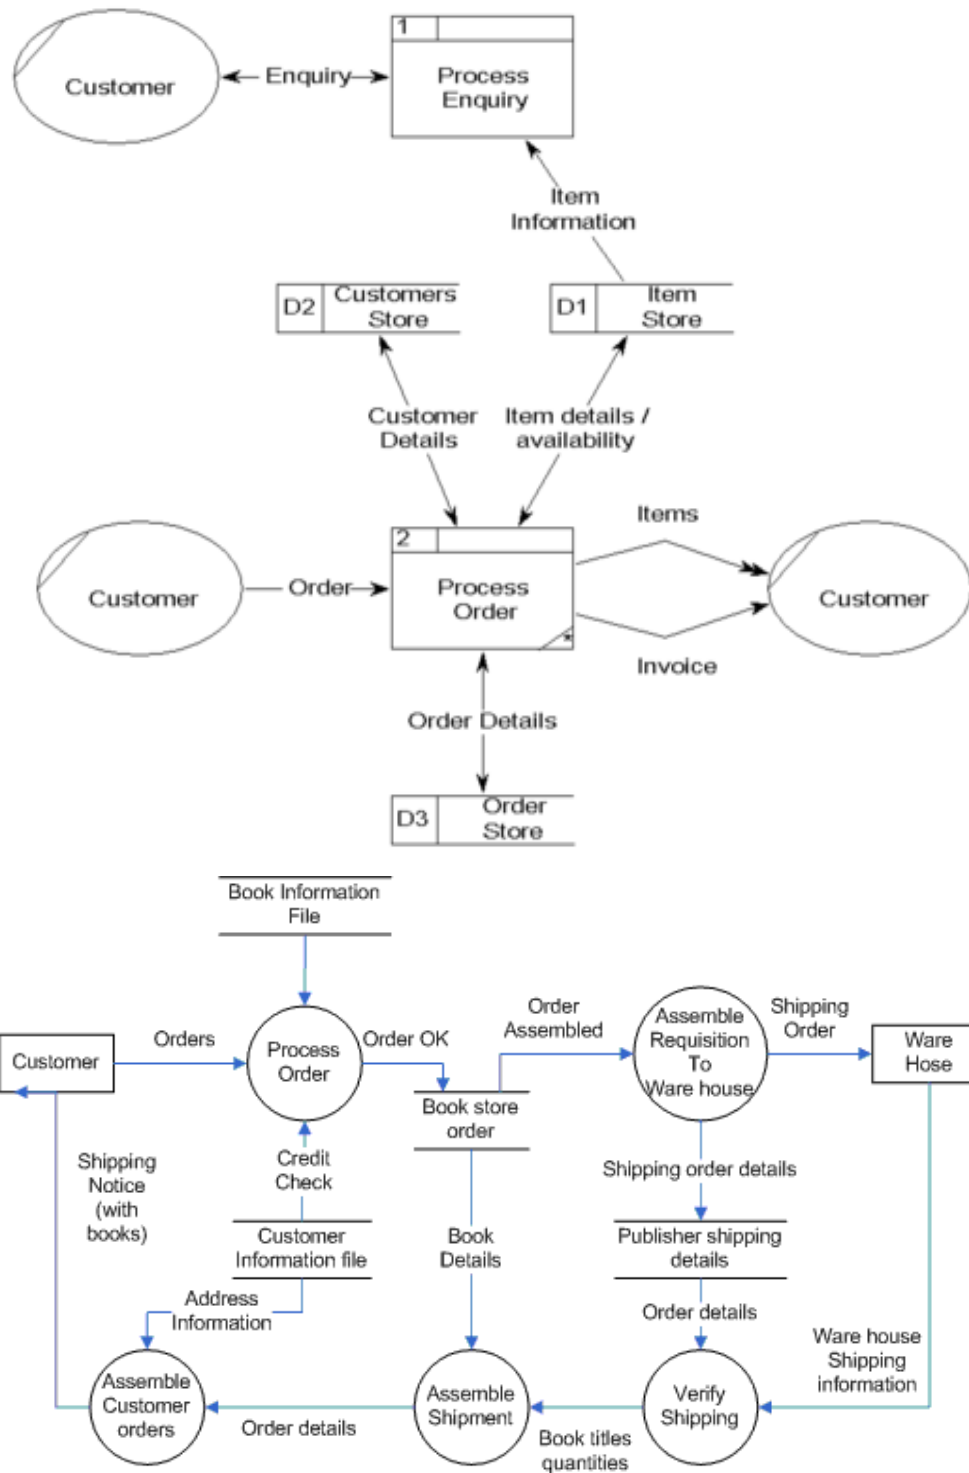 1
Customer
Enquiry
Process
Enquiry
Item
Information
D2
Customers
Store
D1
Item
Store
Customer
Details
Item details /
availability
Items
2
Customer
Order
Process
Order
*
Customer
Invoice
Order Details
D3
Order
Store
Book Information
File
Customer
Orders
Process
Order
Order OK
Order
Assembled
Assemble
Requisition
To
Ware house
Shipping
Order
Ware
Hose
Book store
order
Shipping
Notice
(with
books)
Credit
Check
Shipping order details
Customer
Information file
Book
Details
Publisher shipping
details
Address
Information
Order details
Ware house
Shipping
information
Assemble
Customer
orders
Order details
Assemble
Shipment
Book titles
quantities
Verify
Shipping